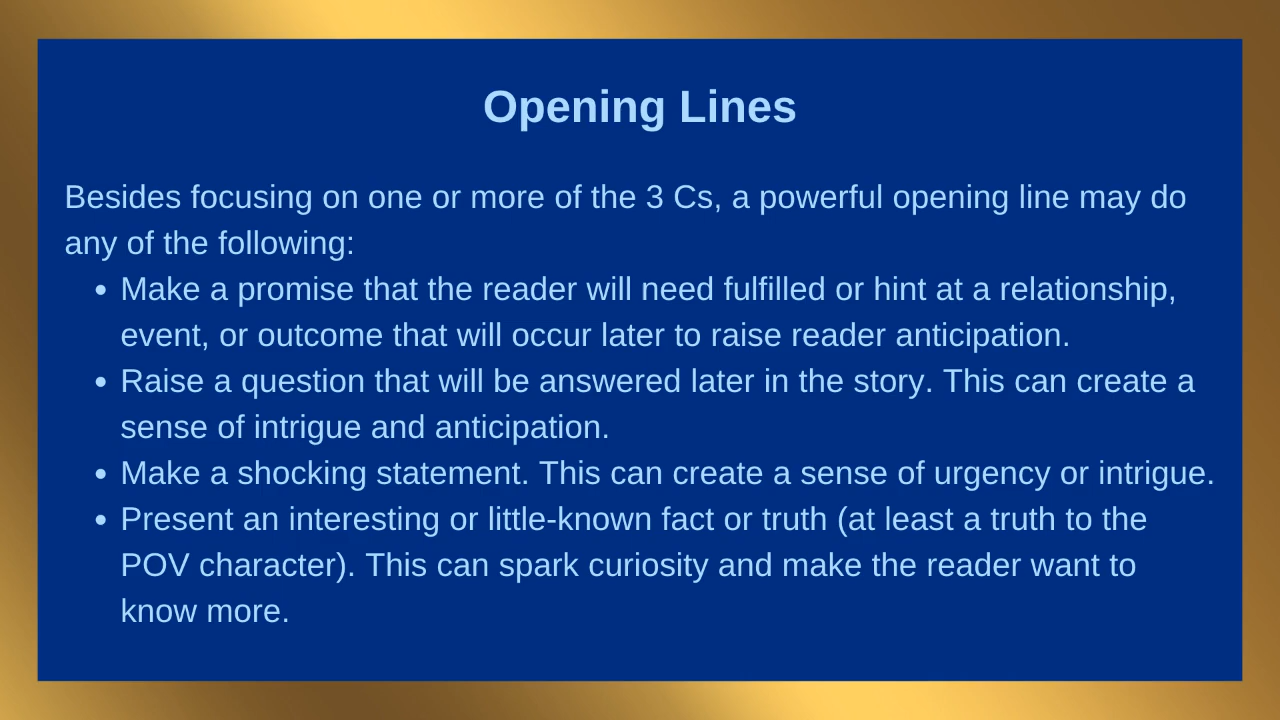 Opening Lines
Besides focusing on one or more of the 3 Cs, a powerful opening line may do
any of the following:
• Make a promise that the reader will need fulfilled or hint at a relationship,
event, or outcome that will occur later to raise reader anticipation.
• Raise a question that will be answered later in the story. This can create a
sense of intrigue and anticipation.
• Make a shocking statement. This can create a sense of urgency or intrigue.
• Present an interesting or little-known fact or truth (at least a truth to the
POV character). This can spark curiosity and make the reader want to
know more.